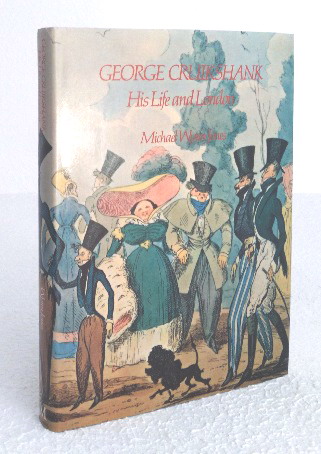 GEORGE CRUIKSHANK
His Life and London
Michael Wynn Jones